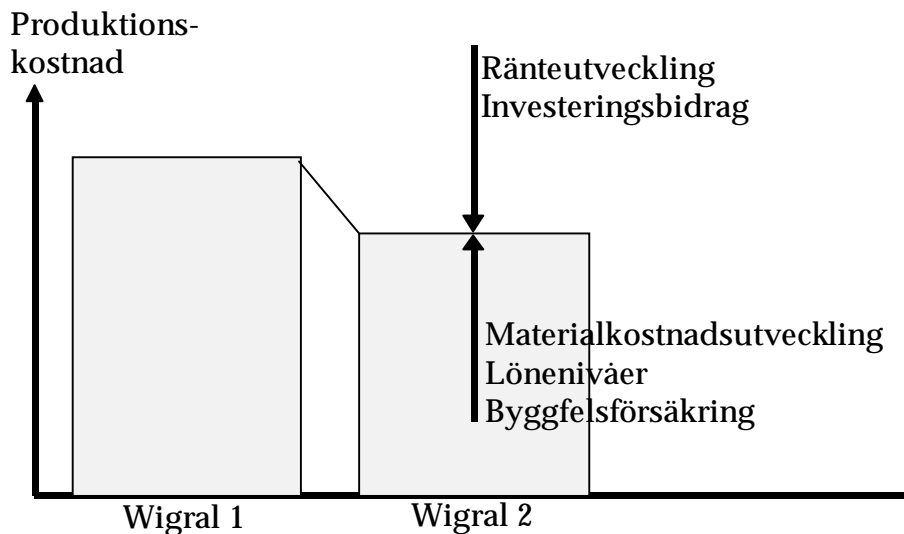 Produktions-
kostnad
Ränteutveckling
Investeringsbidrag
Materialkostnadsutveckling
Lönenivåer
Byggfelsförsäkring
Wigral 1
Wigral 2